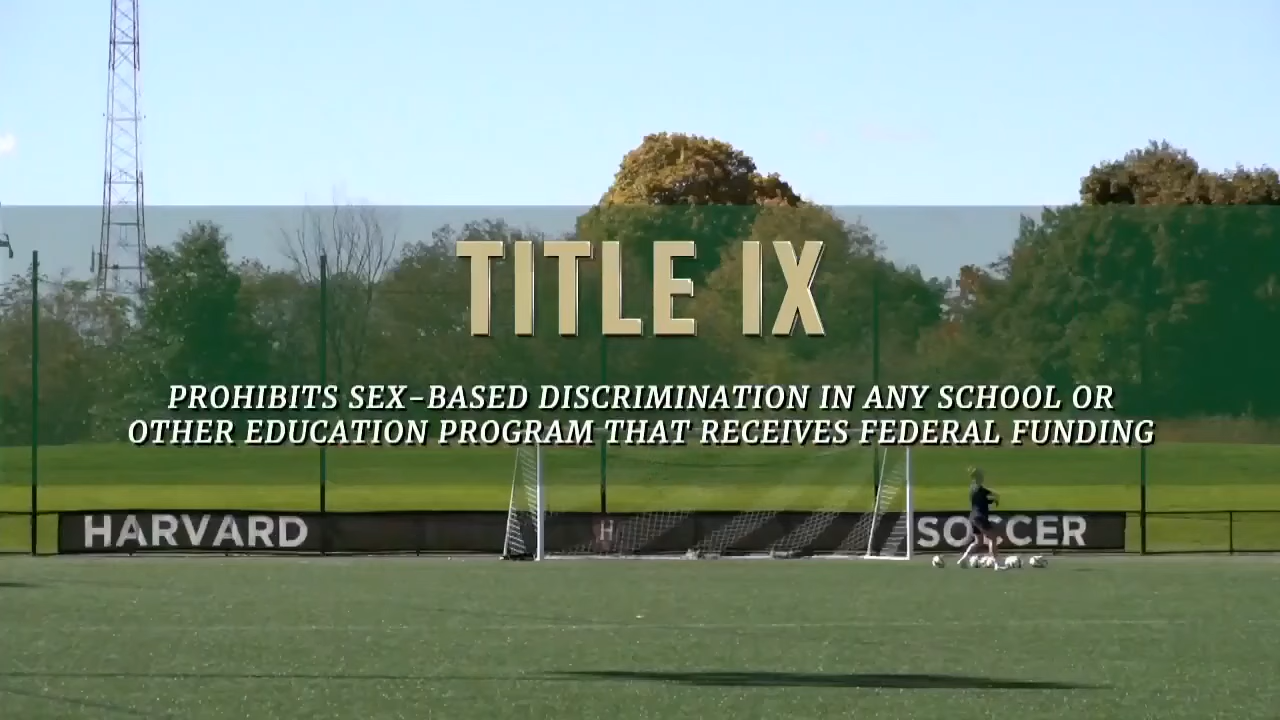 TITLE IX
PROHIBITS SEX-BASED DISCRIMINATION IN ANY SCHOOL OR
OTHER EDUCATION PROGRAM THAT RECEIVES FEDERAL FUNDING
HARVARD H SOCCER